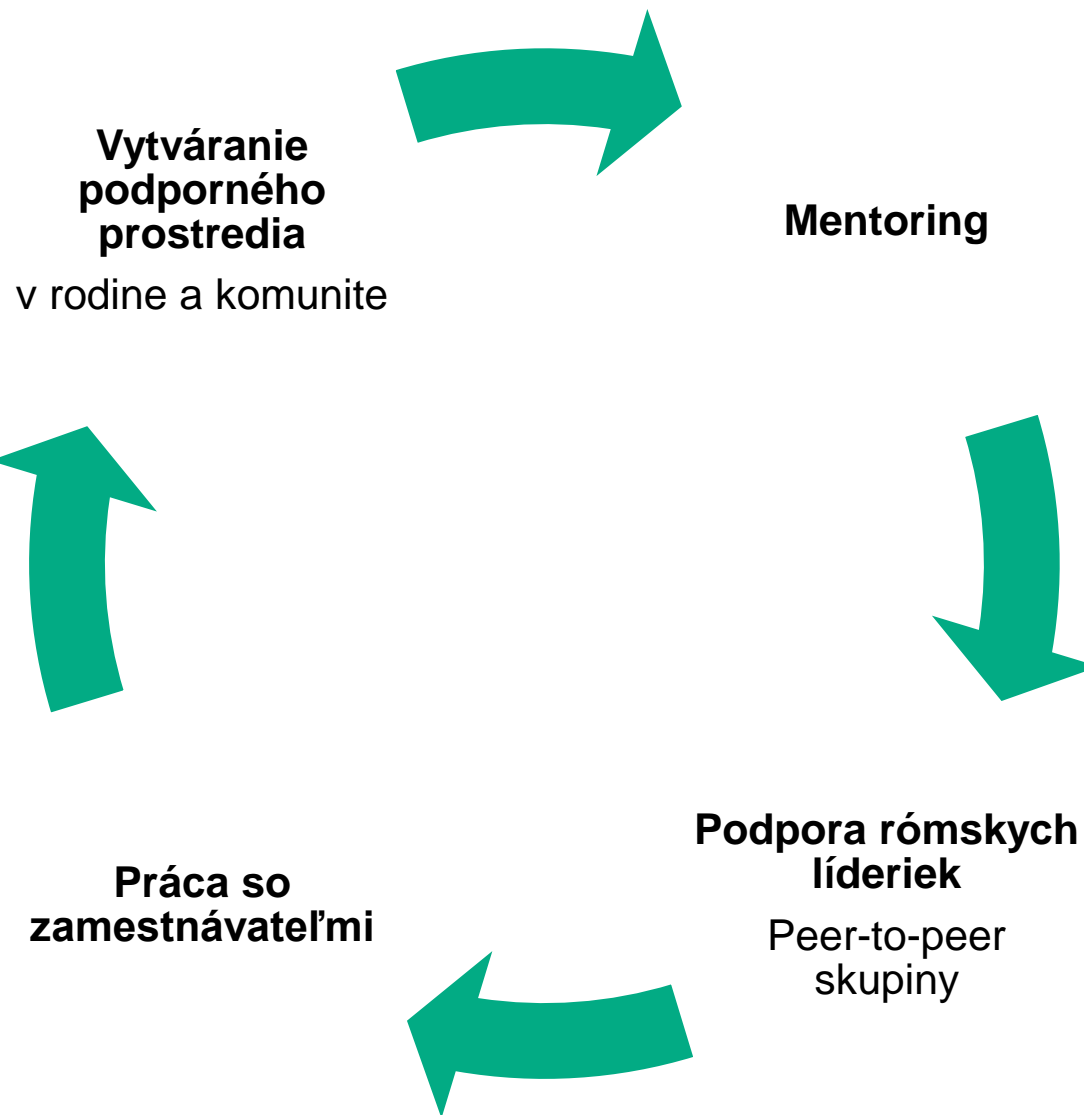 Vytváranie
podporného
prostredia
v rodine a komunite
Mentoring
Podpora rómskych
líderiek
Peer-to-peer
skupiny
Práca so
zamestnávateľmi